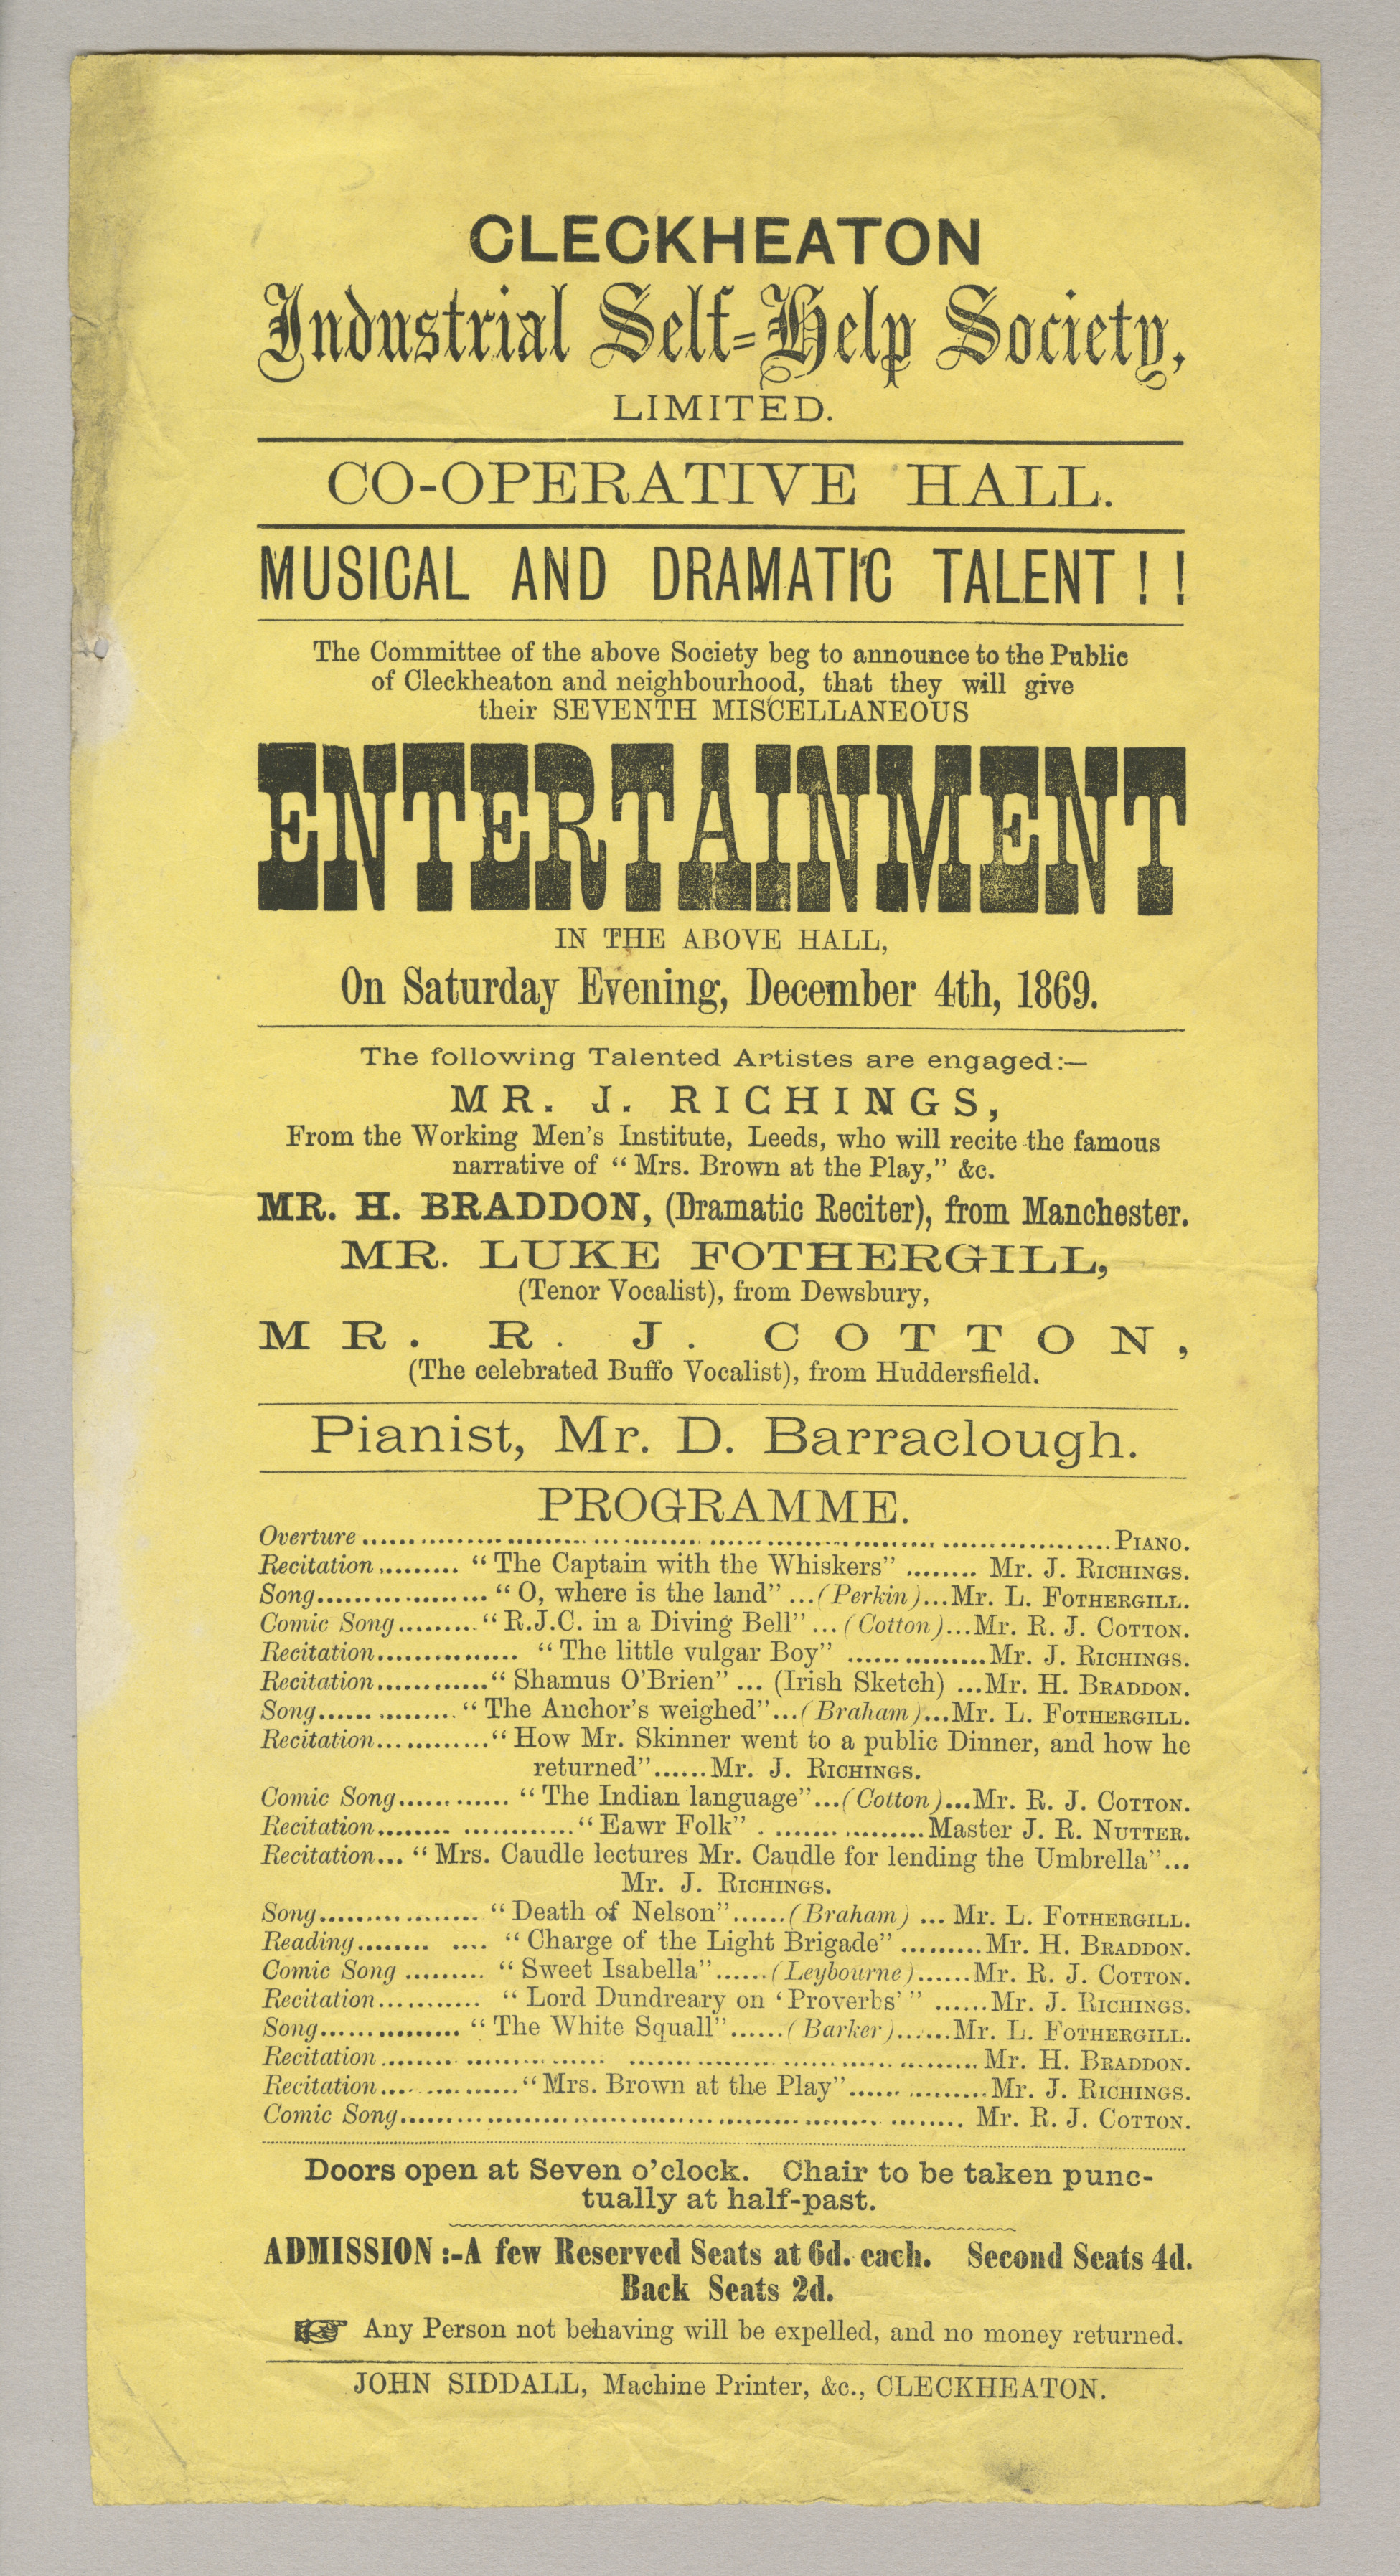 CLECKHEATON
Industrial Self-Help Society,
LIMITED.
CO-OPERATIVE HALL.
MUSICAL AND DRAMATIC TALENT!!
The Committee of the above Society beg to announce to the Public
of Cleckheaton and neighbourhood, that they will give
their SEVENTH MISCELLANEOUS
ENTERTAINMENT
IN THE ABOVE HALL,
On Saturday Evening, December 4th, 1869.
The following Talented Artistes are engaged:—
MR. J. RICHINGS,
From the Working Men's Institute, Leeds, who will recite the famous
narrative of "Mrs. Brown at the Play," &c.
MR. H. BRADDON, (Dramatic Reciter), from Manchester.
MR. LUKE FOTHERGILL,
(Tenor Vocalist), from Dewsbury,
MR. R. J. COTTON,
(The celebrated Buffo Vocalist), from Huddersfield.
Pianist, Mr. D. Barraclough.
PROGRAMME.
Overture ........ PIANO.
Recitation ........ "The Captain with the Whiskers" ........ Mr. J. RICHINGS.
Song ........ "O, where is the land" ...(Perkin)...Mr. L. FOTHERGILL.
Comic Song ........ "R.J.C. in a Diving Bell" ...(Cotton)...Mr. R. J. COTTON.
Recitation ........ "The little vulgar Boy" ........ Mr. J. RICHINGS.
Recitation ........ "Shamus O'Brien" ... (Irish Sketch) ...Mr. H. BRADDON.
Song ........ "The Anchor's weighed"...(Braham)...Mr. L. FOTHERGILL.
Recitation ........ "How Mr. Skinner went to a public Dinner, and how he
returned"......Mr. J. RICHINGS.
Comic Song ........ "The Indian language"...(Cotton)...Mr. R. J. COTTON.
Recitation ........ "Eawr Folk" ........ Master J. R. NUTTER.
Recitation... "Mrs. Caudle lectures Mr. Caudle for lending the Umbrella"...
Mr. J. RICHINGS.
Song ........ "Death of Nelson"......(Braham) ... Mr. L. FOTHERGILL.
Reading ........ "Charge of the Light Brigade" ........ Mr. H. BRADDON.
Comic Song ........ "Sweet Isabella"......(Leybourne)......Mr. R. J. COTTON.
Recitation ........ "Lord Dundreary on 'Proverbs'" ......Mr. J. RICHINGS.
Song ........ "The White Squall"......(Barker)......Mr. L. FOTHERGILL.
Recitation ........ Mr. H. BRADDON.
Recitation ........ "Mrs. Brown at the Play" ........ Mr. J. RICHINGS.
Comic Song ........ Mr. R. J. COTTON.
Doors open at Seven o'clock. Chair to be taken punc-
tually at half-past.
ADMISSION:-A few Reserved Seats at 6d. each. Second Seats 4d.
Back Seats 2d.
☞ Any Person not behaving will be expelled, and no money returned.
JOHN SIDDALL, Machine Printer, &c., CLECKHEATON.